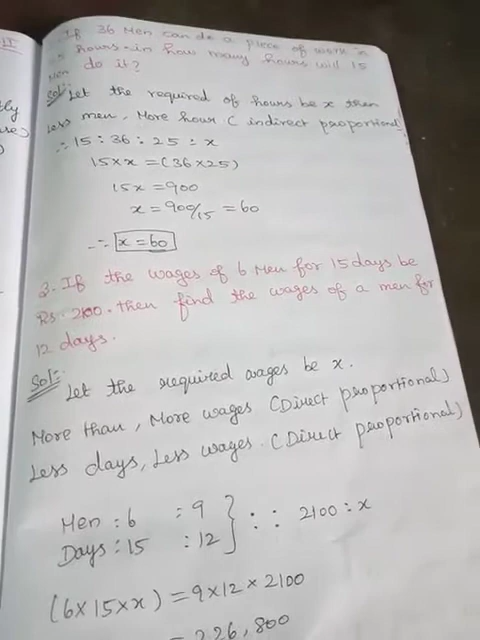 If 36 Men can do a piece of work in
25 hours. in how many hours will 15
Men do it?
Sol:- Let the required of hours be x then
Less men, More hour ( indirect proportional)
∴ 15 : 36 : 25 : x
15 × x = (36 × 25)
15x = 900
x = 900/15 = 60
∴ x = 60
3. If the wages of 6 Men for 15 days be
Rs. 2100. then find the wages of a men for
12 days.
Sol:- Let the required wages be x.
More than, More wages (Direct proportional)
Less days, Less wages. (Direct proportional)
Men : 6 : 9
Days : 15 : 12 } :: 2100 : x
(6 × 15 × x) = 9 × 12 × 2100
= 226,800